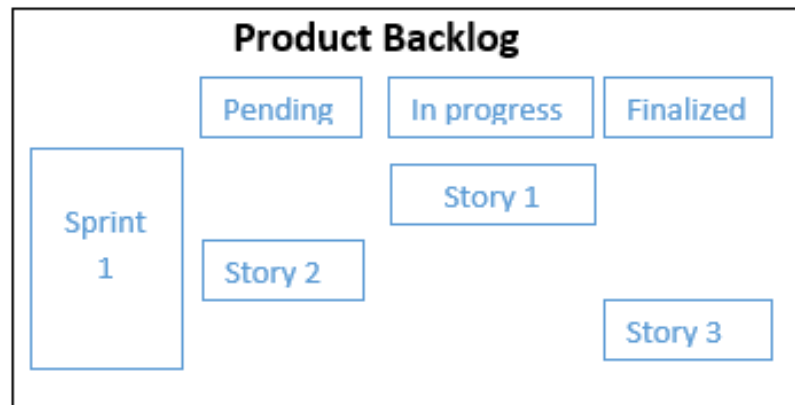 Product Backlog
Pending In progress Finalized
Story 1
Sprint
1
Story 2
Story 3